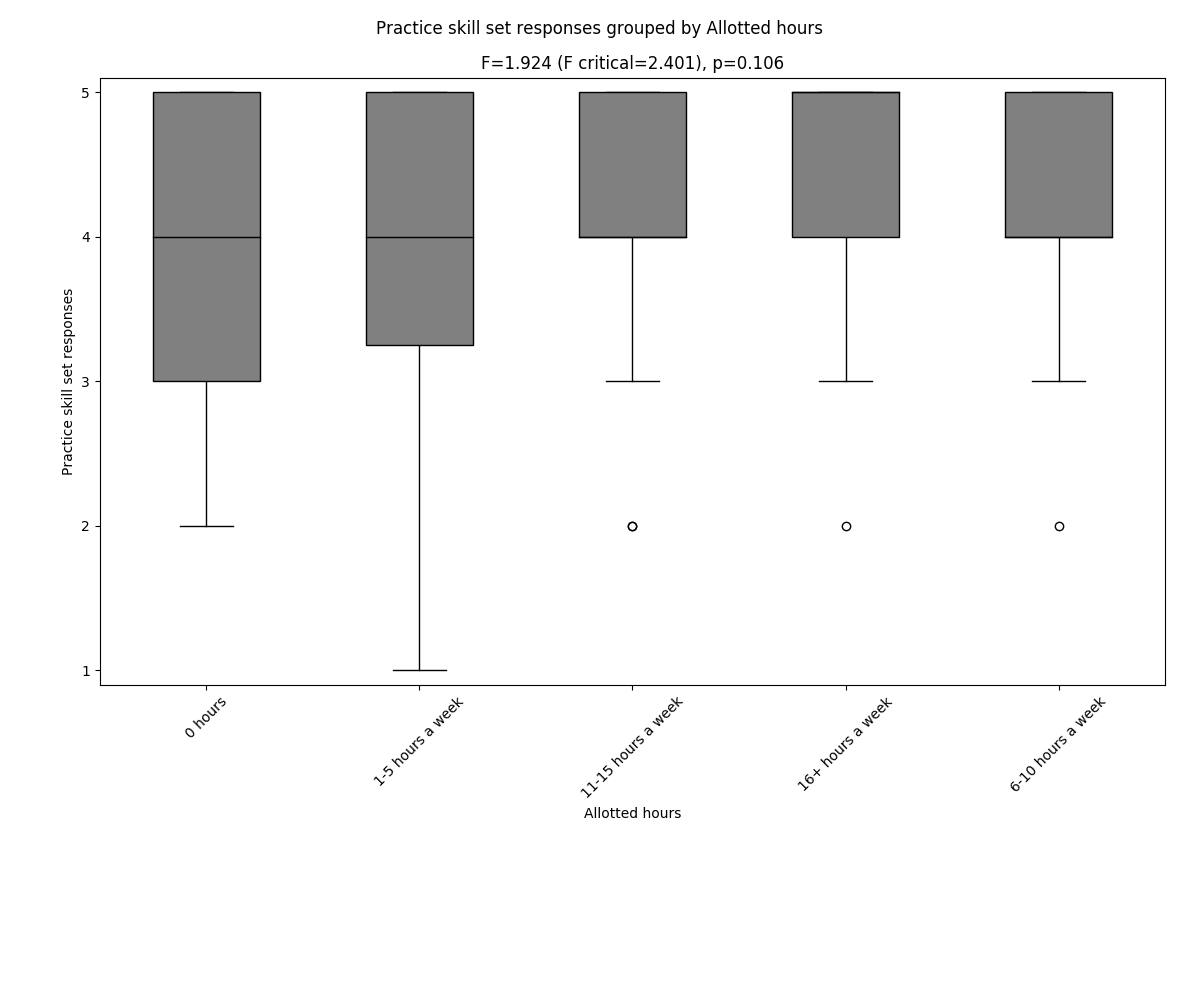 Practice skill set responses grouped by Allotted hours
F=1.924 (F critical=2.401), p=0.106
5
4
3
2
1
Practice skill set responses
0 hours
1-5 hours a week
11-15 hours a week
16+ hours a week
6-10 hours a week
Allotted hours